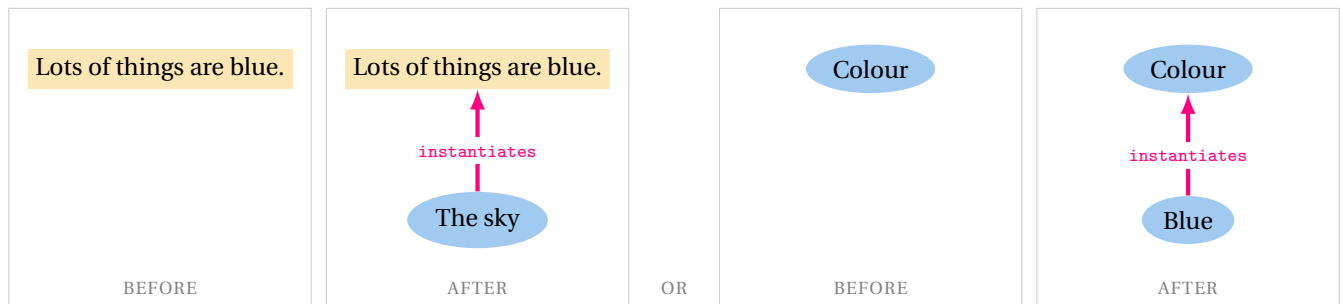 Lots of things are blue.
Lots of things are blue.
instantiates
The sky
BEFORE
AFTER
OR
Colour
Colour
instantiates
Blue
BEFORE
AFTER